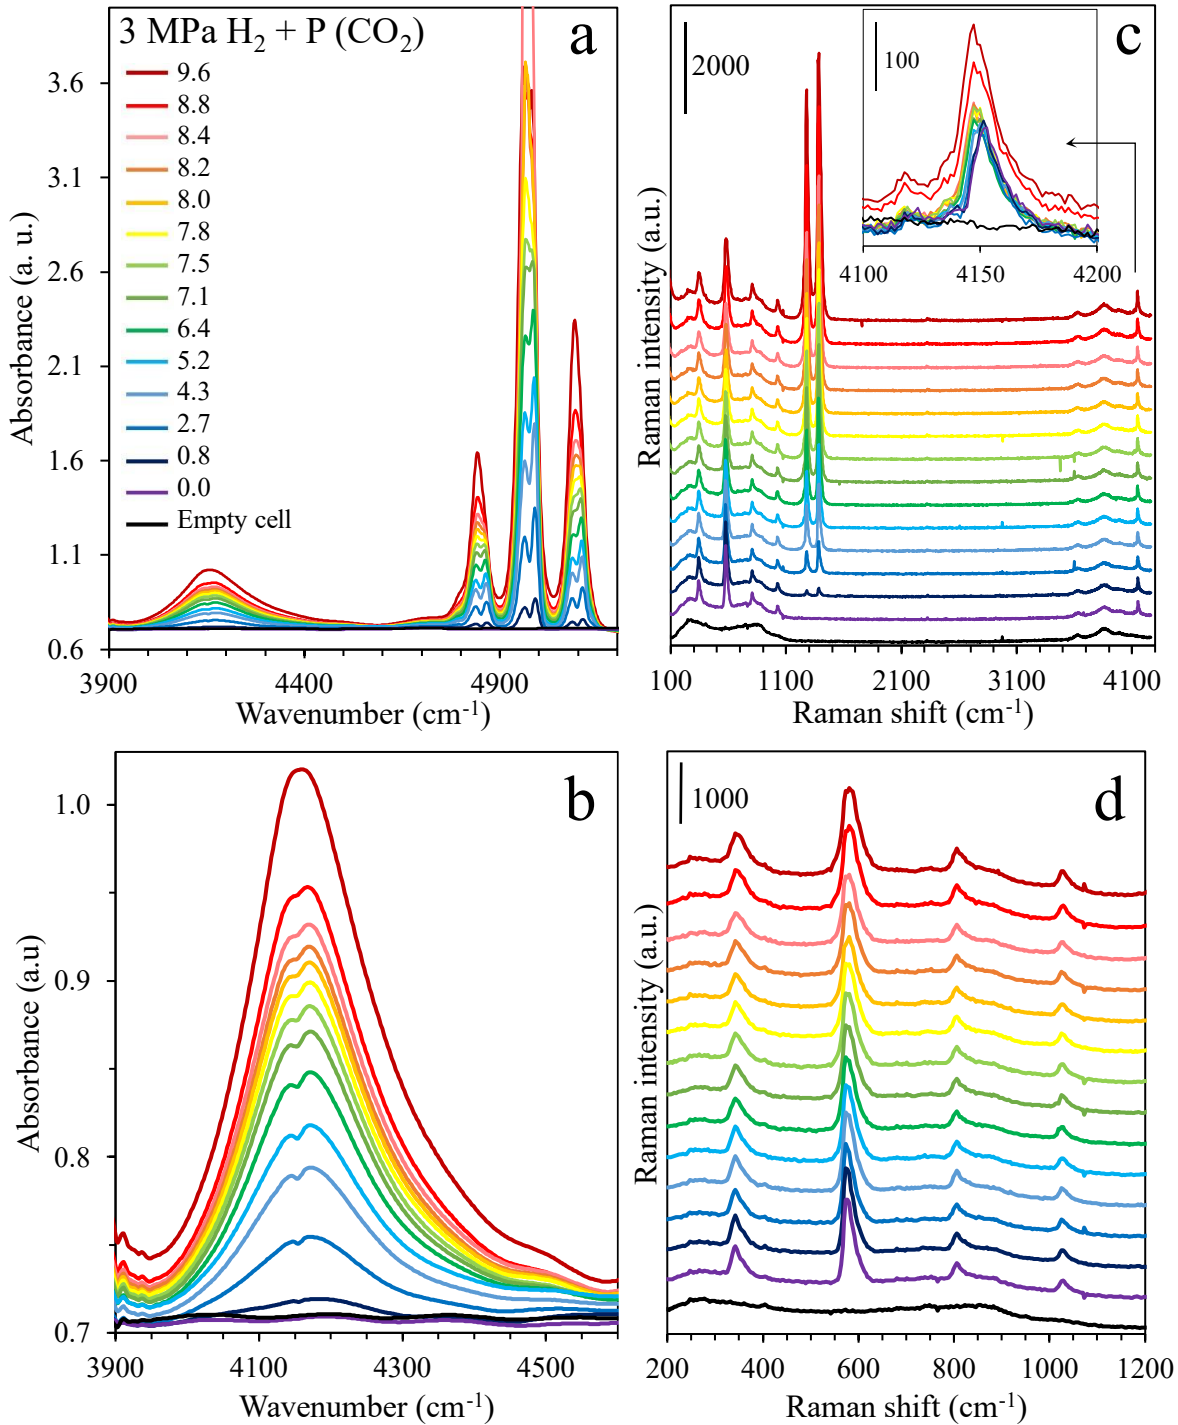 3 MPa H₂ + P (CO₂)
a
9.6
8.8
8.4
8.2
8.0
7.8
7.5
7.1
6.4
5.2
4.3
2.7
0.8
0.0
Empty cell
3.6
3.1
2.6
2.1
1.6
1.1
0.6
Absorbance (a. u.)
3900 4400 4900
Wavenumber (cm⁻¹)
c
2000
100
4100 4150 4200
Raman intensity (a.u.)
100 1100 2100 3100 4100
Raman shift (cm⁻¹)
b
1.0
0.9
0.8
0.7
Absorbance (a.u)
3900 4100 4300 4500
Wavenumber (cm⁻¹)
d
1000
Raman intensity (a.u.)
200 400 600 800 1000 1200
Raman shift (cm⁻¹)